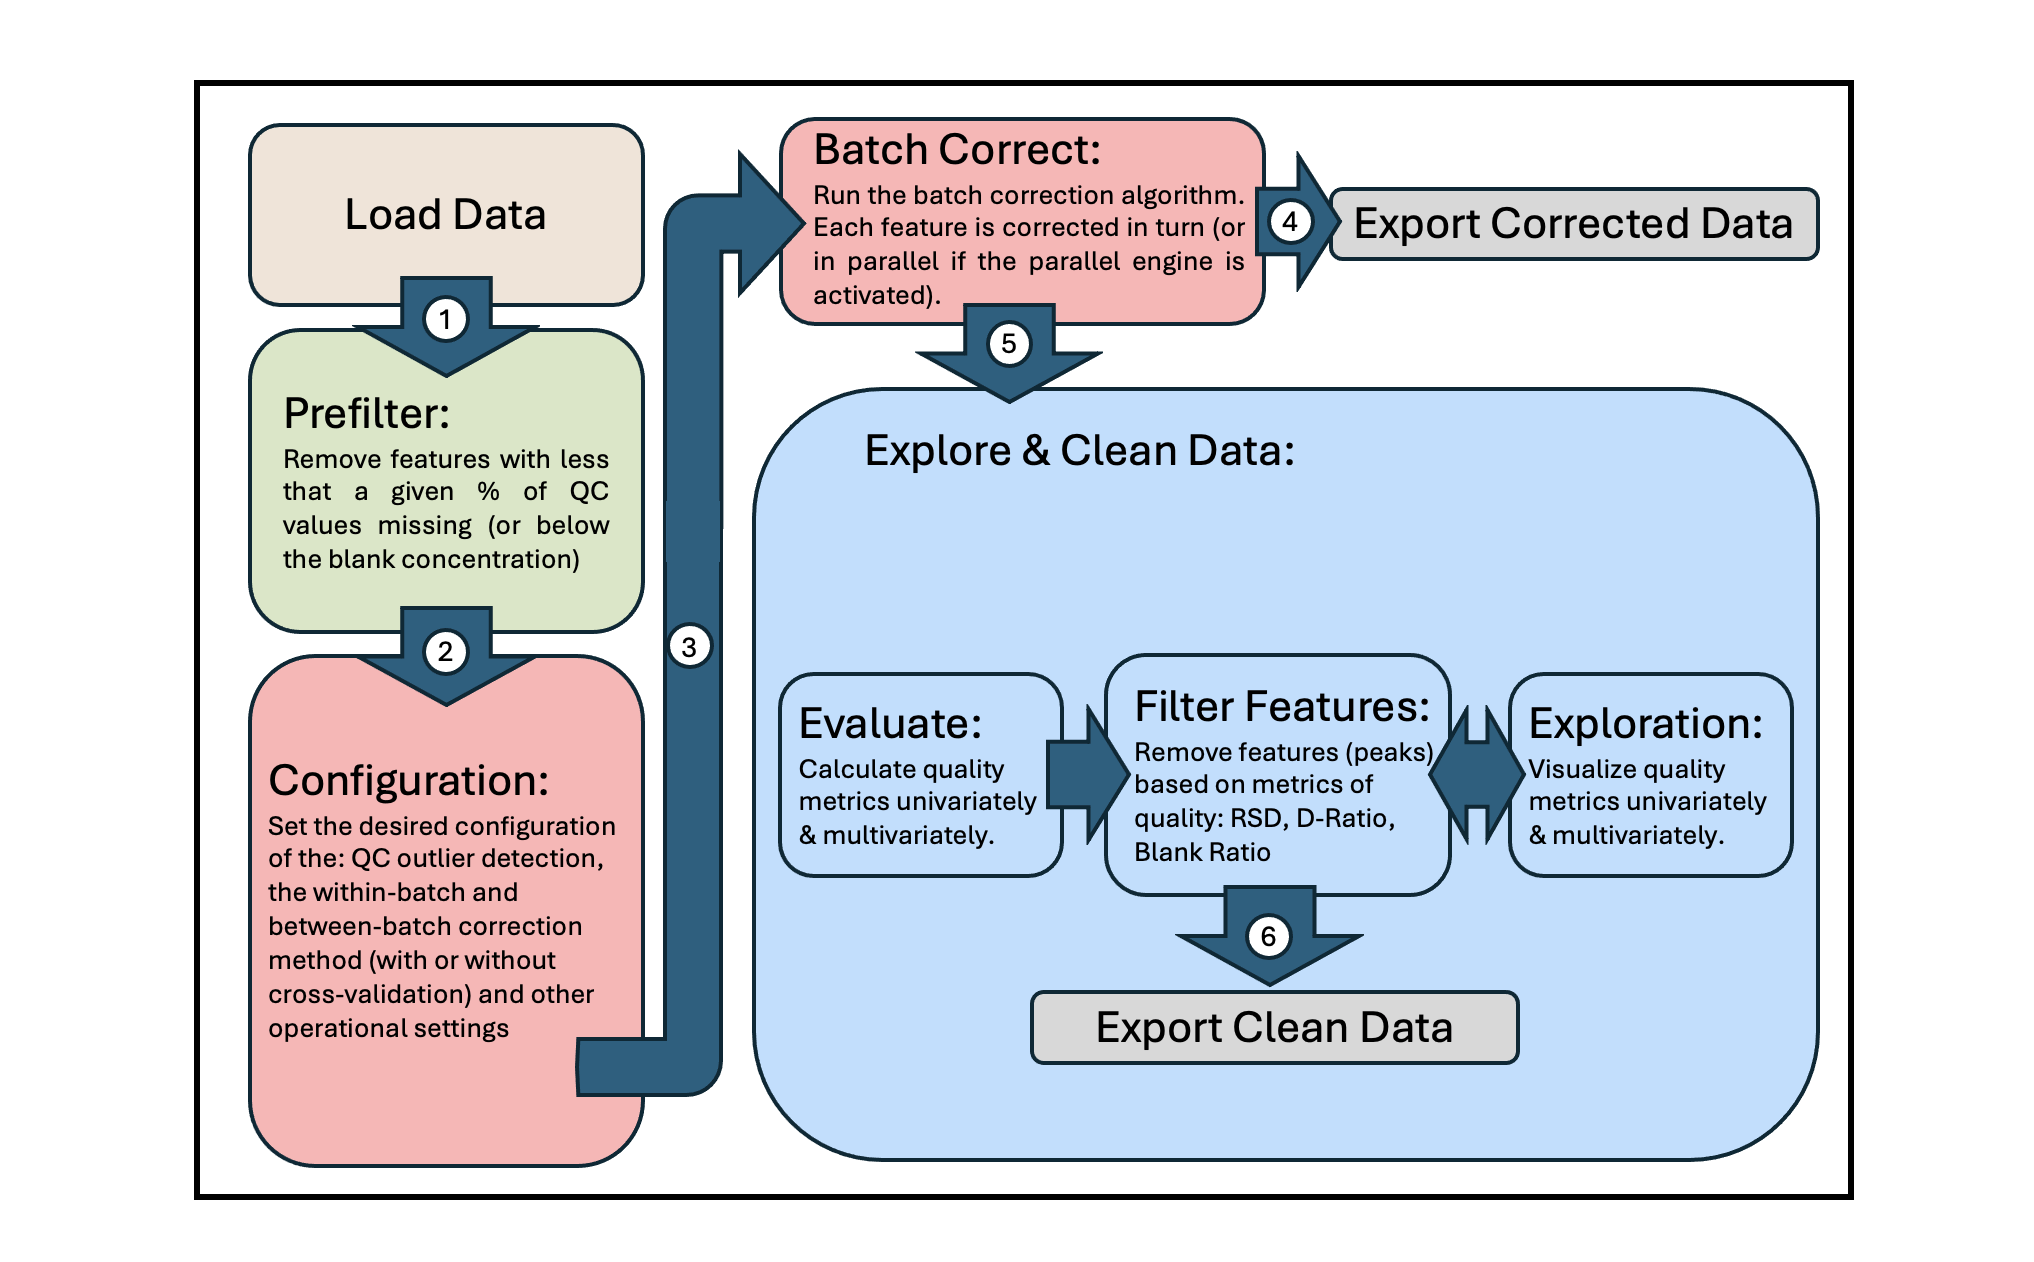 Load Data
1
Prefilter:
Remove features with less
that a given % of QC
values missing (or below
the blank concentration)
2
Configuration:
Set the desired configuration
of the: QC outlier detection,
the within-batch and
between-batch correction
method (with or without
cross-validation) and other
operational settings
3
Batch Correct:
Run the batch correction algorithm.
Each feature is corrected in turn (or
in parallel if the parallel engine is
activated).
4
Export Corrected Data
5
Explore & Clean Data:
Evaluate:
Calculate quality
metrics univariately
& multivariately.
Filter Features:
Remove features (peaks)
based on metrics of
quality: RSD, D-Ratio,
Blank Ratio
Exploration:
Visualize quality
metrics univariately
& multivariately.
6
Export Clean Data